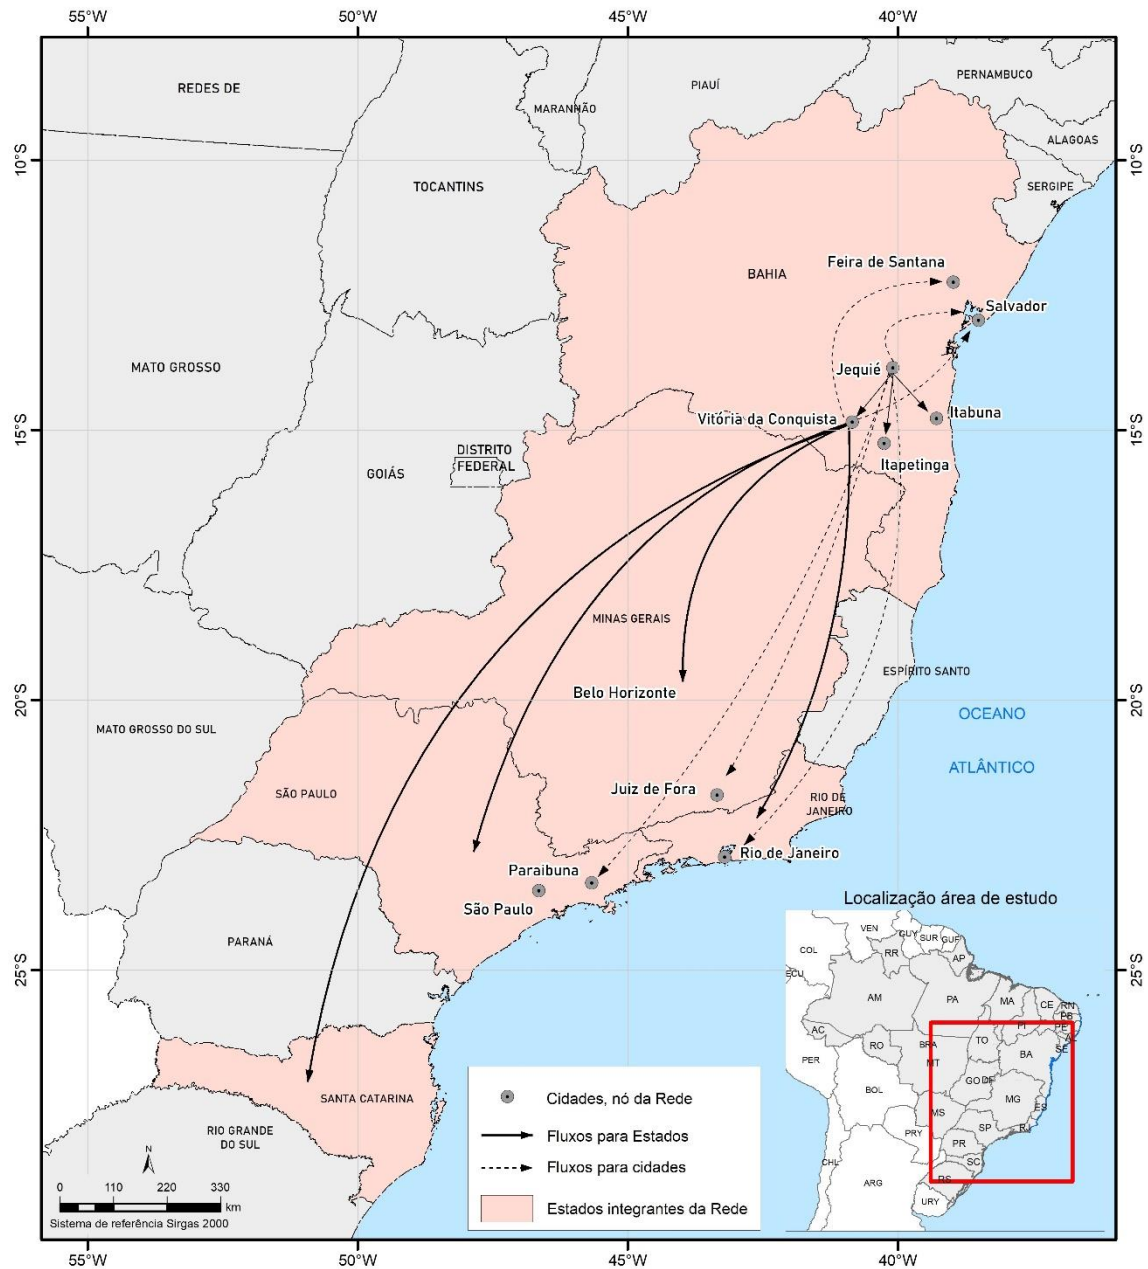 55°W 50°W 45°W 40°W
REDES DE
MARANHÃO
PIAUÍ
PERNAMBUCO
ALAGOAS
10°S
10°S
TOCANTINS
SERGIPE
BAHIA
Feira de Santana
Salvador
MATO GROSSO
Jequié
Itabuna
Vitória da Conquista
15°S
15°S
DISTRITO
FEDERAL
GOIÁS
Itapetinga
MINAS GERAIS
ESPÍRITO SANTO
Belo Horizonte
20°S
20°S
MATO GROSSO DO SUL
OCEANO
ATLÂNTICO
SÃO PAULO
Juiz de Fora
RIO DE
JANEIRO
Rio de Janeiro
Paraibuna
São Paulo
PARANÁ
25°S
25°S
SANTA CATARINA
RIO GRANDE
DO SUL
N
0 110 220 330
km
Sistema de referência Sirgas 2000
Cidades, nó da Rede
Fluxos para Estados
Fluxos para cidades
Estados integrantes da Rede
Localização área de estudo
VEN
GUY
SUR
GUF
COL
RR
AP
ECU
AM
PA
MA
CE
RN
PB
PI
PE
AC
AL
SE
TO
RO
BRA
BA
PER
MT
GO
DF
BOL
MG
ES
MS
SP
RJ
PRY
PR
SC
CHL
ARG
RS
URY
55°W 50°W 45°W 40°W